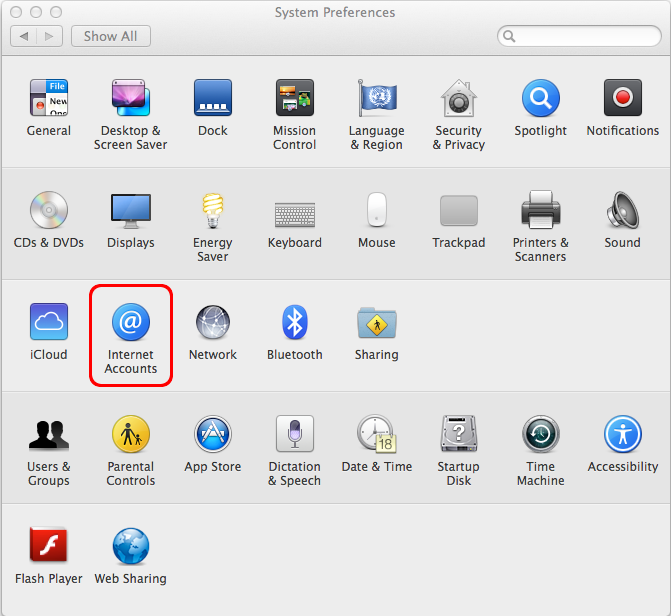 System Preferences
Show All
General
Desktop &
Screen Saver
Dock
Mission
Control
Language
& Region
Security
& Privacy
Spotlight
Notifications
CDs & DVDs
Displays
Energy
Saver
Keyboard
Mouse
Trackpad
Printers &
Scanners
Sound
iCloud
Internet
Accounts
Network
Bluetooth
Sharing
Users &
Groups
Parental
Controls
App Store
Dictation
& Speech
Date & Time
Startup
Disk
Time
Machine
Accessibility
Flash Player
Web Sharing
File
New
18